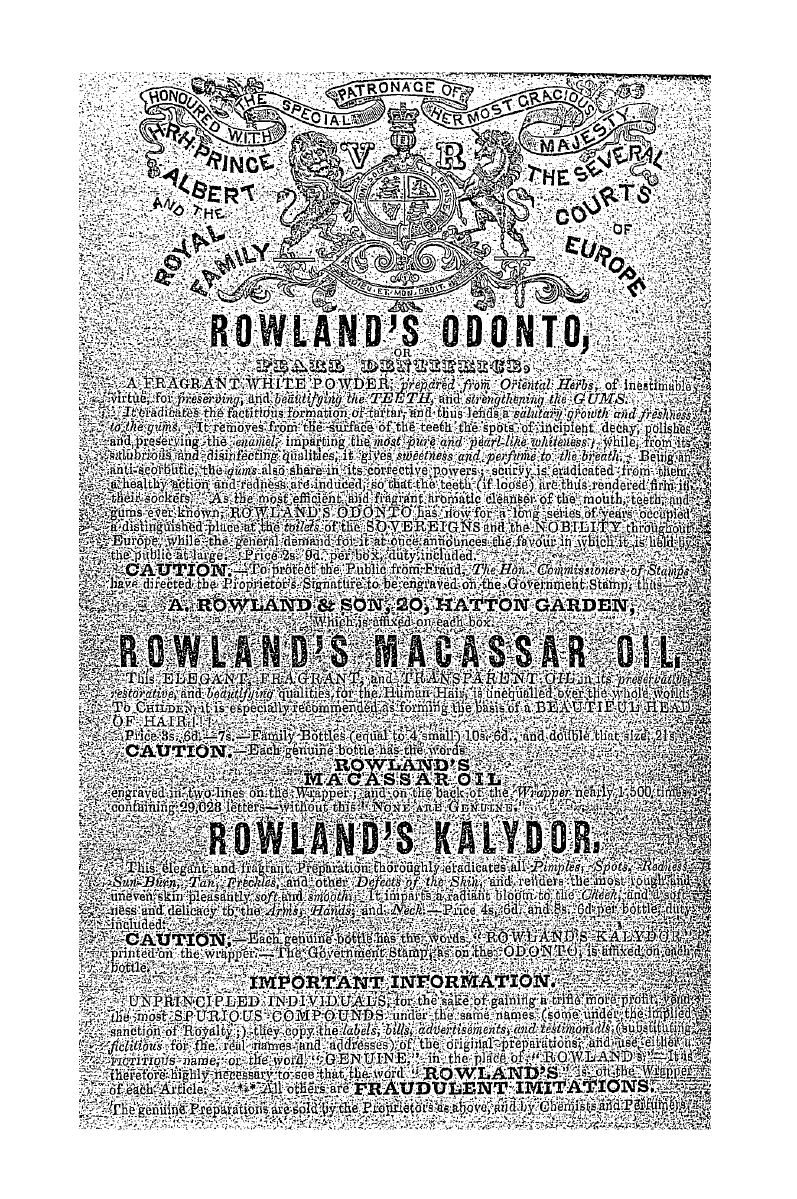 HONOURED WITH THE SPECIAL PATRONAGE OF HER MOST GRACIOUS MAJESTY.
H.R.H. PRINCE
ALBERT
AND THE
ROYAL
FAMILY
V R
THE SEVERAL
COURTS
OF
EUROPE
ET. MON. DROIT
ROWLAND'S ODONTO,
OR
PEARL DENTIFRICE,
A FRAGRANT WHITE POWDER, prepared from Oriental Herbs, of inestimable
virtue, for preserving, and beautifying the TEETH, and strengthening the GUMS.
It eradicates the factitious formation of tartar, and thus lends a salutary growth and freshness
to the gums. It removes from the surface of the teeth the spots of incipient decay, polishes
and preserving the enamel, imparting the most pure and pearl-like whiteness; while, from its
salubrious and disinfecting qualities, it gives sweetness and perfume to the breath. Being an
anti-scorbutic, the gums also share in its corrective powers; scurvy is eradicated from them,
a healthy action and redness are induced, so that the teeth (if loose) are thus rendered firm in
their sockets. As the most efficient and fragrant aromatic cleanser of the mouth, teeth, and
gums ever known, ROWLAND'S ODONTO has now for a long series of years occupied
a distinguished place at the toilets of the SOVEREIGNS and the NOBILITY throughout
Europe, while the general demand for it at once announces the favour in which it is held by
the public at large. Price 2s. 9d. per box, duty included.
CAUTION.—To protect the Public from Fraud, The Hon. Commissioners of Stamps
have directed the Proprietor's Signature to be engraved on the Government Stamp, thus—
A. ROWLAND & SON, 20, HATTON GARDEN,
Which is affixed on each box.
ROWLAND'S MACASSAR OIL.
This ELEGANT, FRAGRANT, and TRANSPARENT OIL, in its preservative,
restorative, and beautifying qualities, for the Human Hair, is unequalled over the whole world.
To CHILDEN, it is especially recommended as forming the basis of a BEAUTIFUL HEAD
OF HAIR!!!
Price 3s. 6d.—7s.—Family Bottles (equal to 4 small) 10s. 6d., and double that size, 21s.
CAUTION.—Each genuine bottle has the words
ROWLAND'S
MACASSAR OIL
engraved in two lines on the Wrapper; and on the back of the Wrapper nearly 1,500 times,
containing 29,028 letters—without this "NONE ARE GENUINE."
ROWLAND'S KALYDOR.
This elegant and fragrant Preparation thoroughly eradicates all Pimples, Spots, Redness,
Sun-Burn, Tan, Freckles, and other Defects of the Skin, and renders the most rough and
uneven skin pleasantly soft and smooth. It imparts a radiant bloom to the Cheek, and a soft-
ness and delicacy to the Arms, Hands, and Neck.—Price 4s. 6d. and 8s. 6d. per bottle, duty
included.
CAUTION.—Each genuine bottle has the words "ROWLAND'S KALYDOR"
printed on the wrapper.—The Government Stamp, as on the ODONTO, is affixed on each
bottle.
IMPORTANT INFORMATION.
UNPRINCIPLED INDIVIDUALS, for the sake of gaining a trifle more profit, vend
the most SPURIOUS COMPOUNDS under the same names (some under the implied
sanction of Royalty;) they copy the labels, bills, advertisements, and testimonials, (substituting
fictitious for the real names and addresses) of the original preparations; and use either a
FICTITIOUS name, or the word "GENUINE," in the place of "ROWLAND'S."—It is
therefore highly necessary to see that the word "ROWLAND'S" is on the Wrapper
of each Article. *** All others are FRAUDULENT IMITATIONS.
The genuine Preparations are sold by the Proprietors as above, and by Chemists and Perfumers.